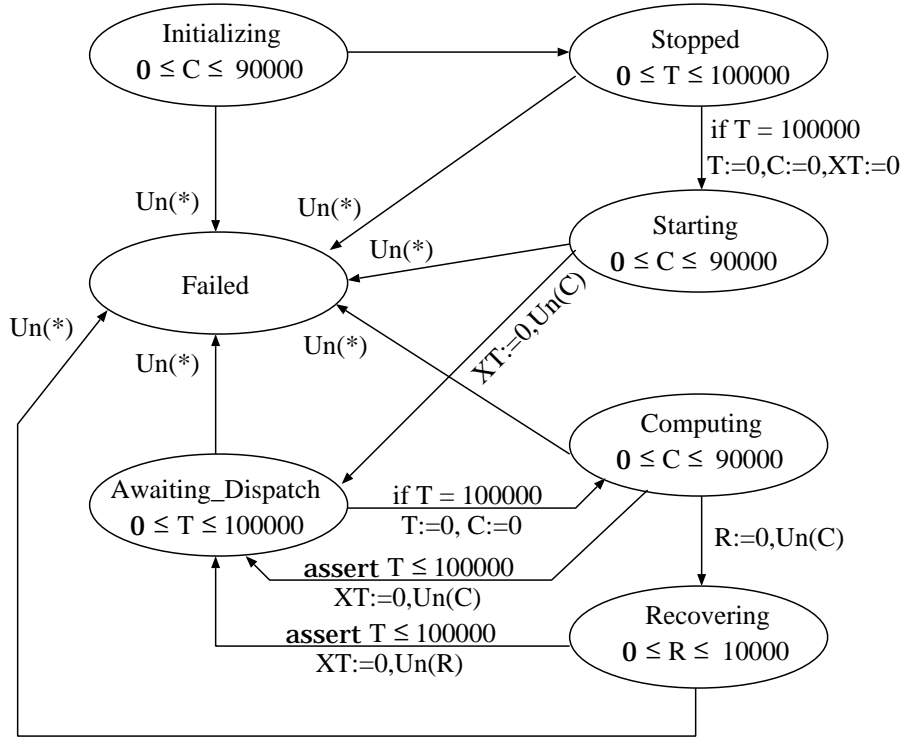 Initializing
0 ≤ C ≤ 90000
Stopped
0 ≤ T ≤ 100000
if T = 100000
T:=0,C:=0,XT:=0
Un(*)
Un(*)
Starting
0 ≤ C ≤ 90000
Un(*)
Failed
XT:=0,Un(C)
Un(*)
Un(*)
Un(*)
Computing
0 ≤ C ≤ 90000
Awaiting_Dispatch
0 ≤ T ≤ 100000
if T = 100000
T:=0, C:=0
R:=0,Un(C)
assert T ≤ 100000
XT:=0,Un(C)
Recovering
0 ≤ R ≤ 10000
assert T ≤ 100000
XT:=0,Un(R)